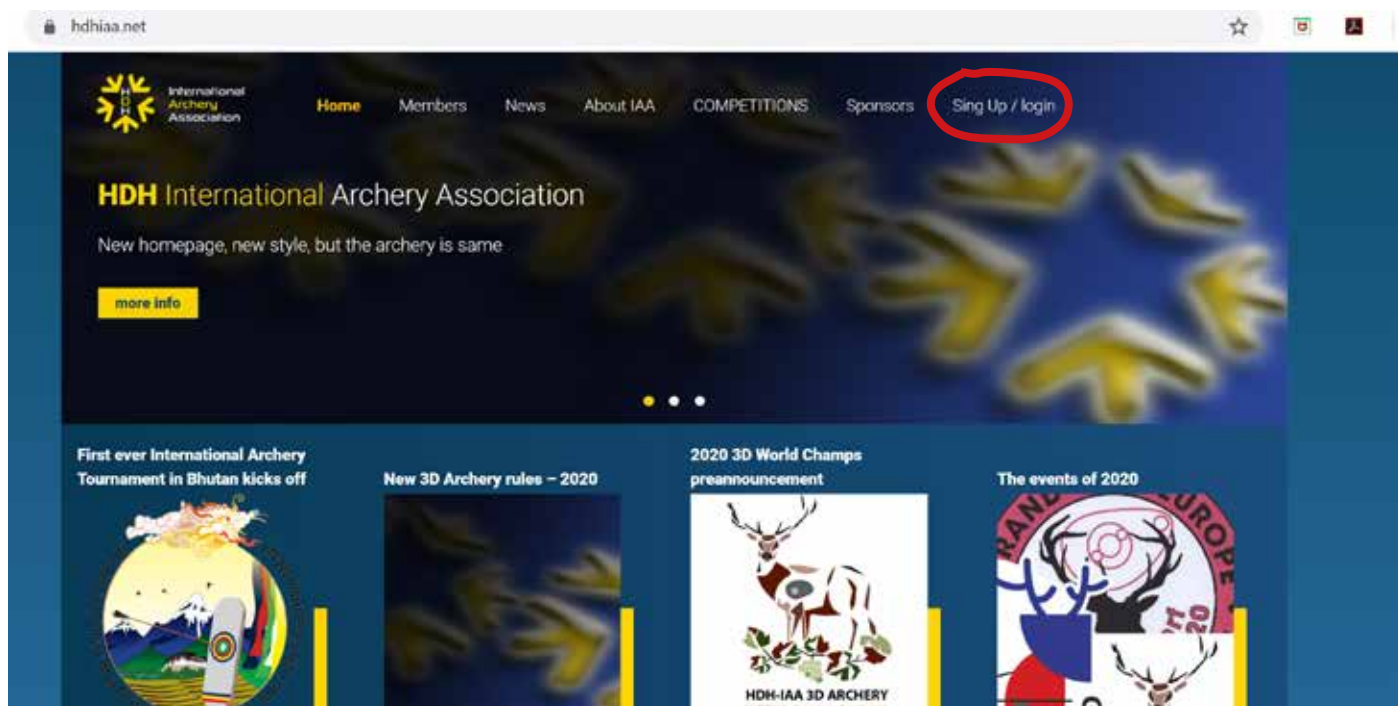 hdhiaa.net
International
Archery
Association
HDH
Home Members News About IAA COMPETITIONS Sponsors Sing Up / login
HDH International Archery Association
New homepage, new style, but the archery is same
more info
First ever International Archery
Tournament in Bhutan kicks off
New 3D Archery rules – 2020
2020 3D World Champs
preannouncement
The events of 2020
HDH-IAA 3D ARCHERY
EUROPE